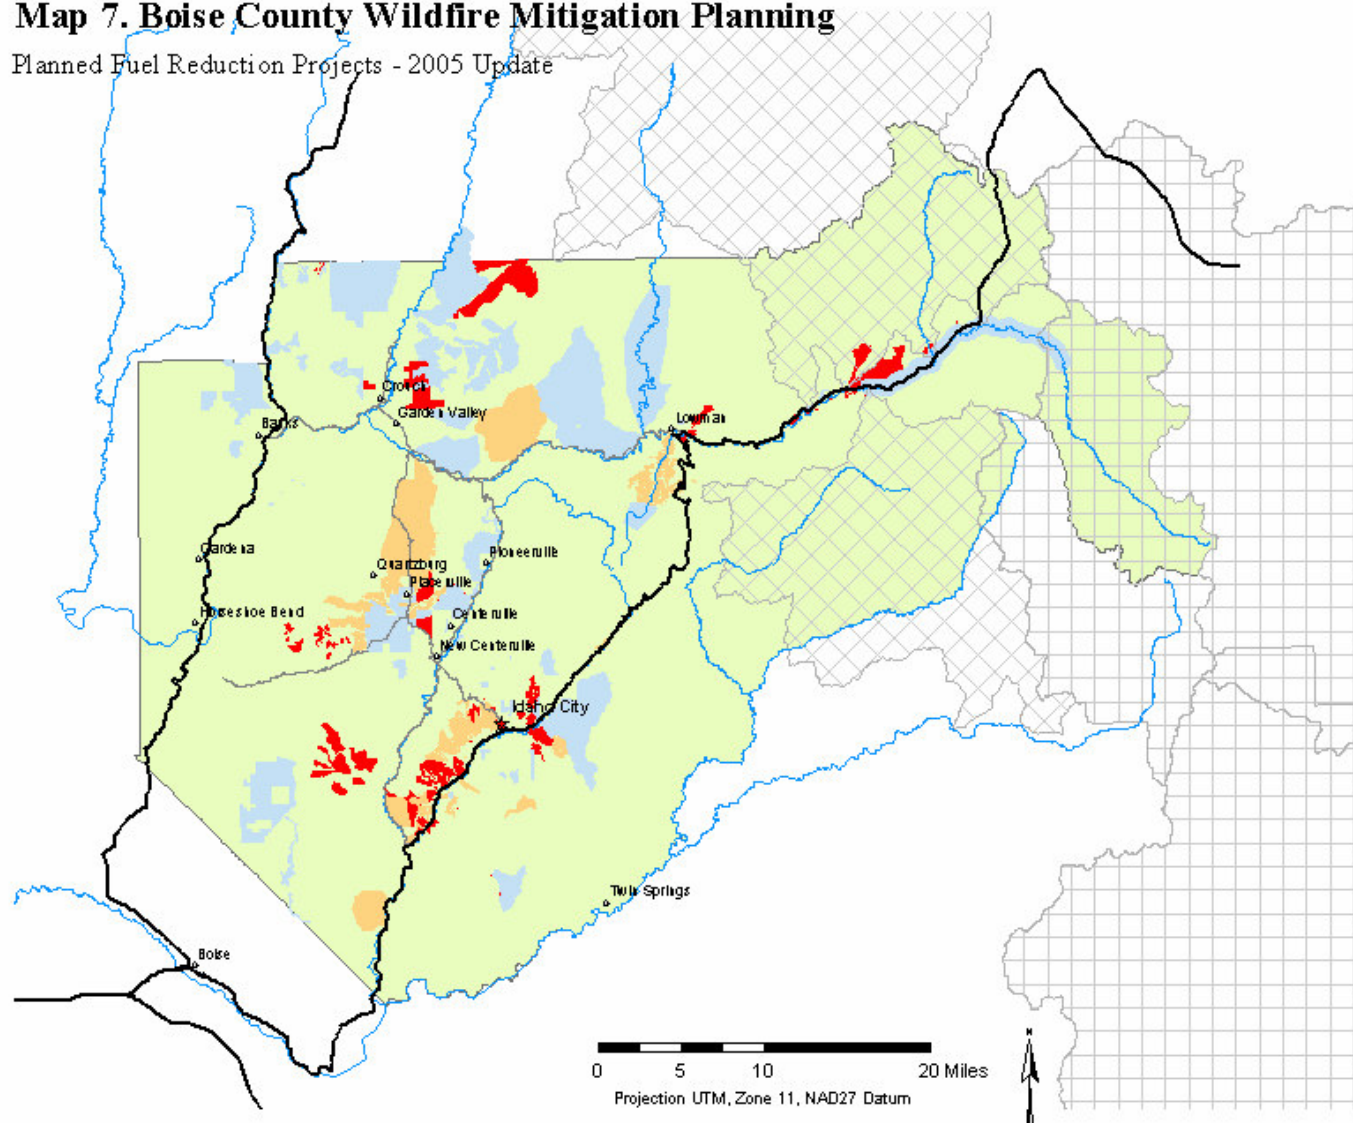 Map 7. Boise County Wildfire Mitigation Planning
Planned Fuel Reduction Projects - 2005 Update
Crouch
Garden Valley
Banks
Lowman
Gardena
Pioneerville
Quartzburg
Placerville
Horseshoe Bend
Centerville
New Centerville
Idaho City
Twin Springs
Boise
0 5 10 20 Miles
Projection UTM, Zone 11, NAD27 Datum
N